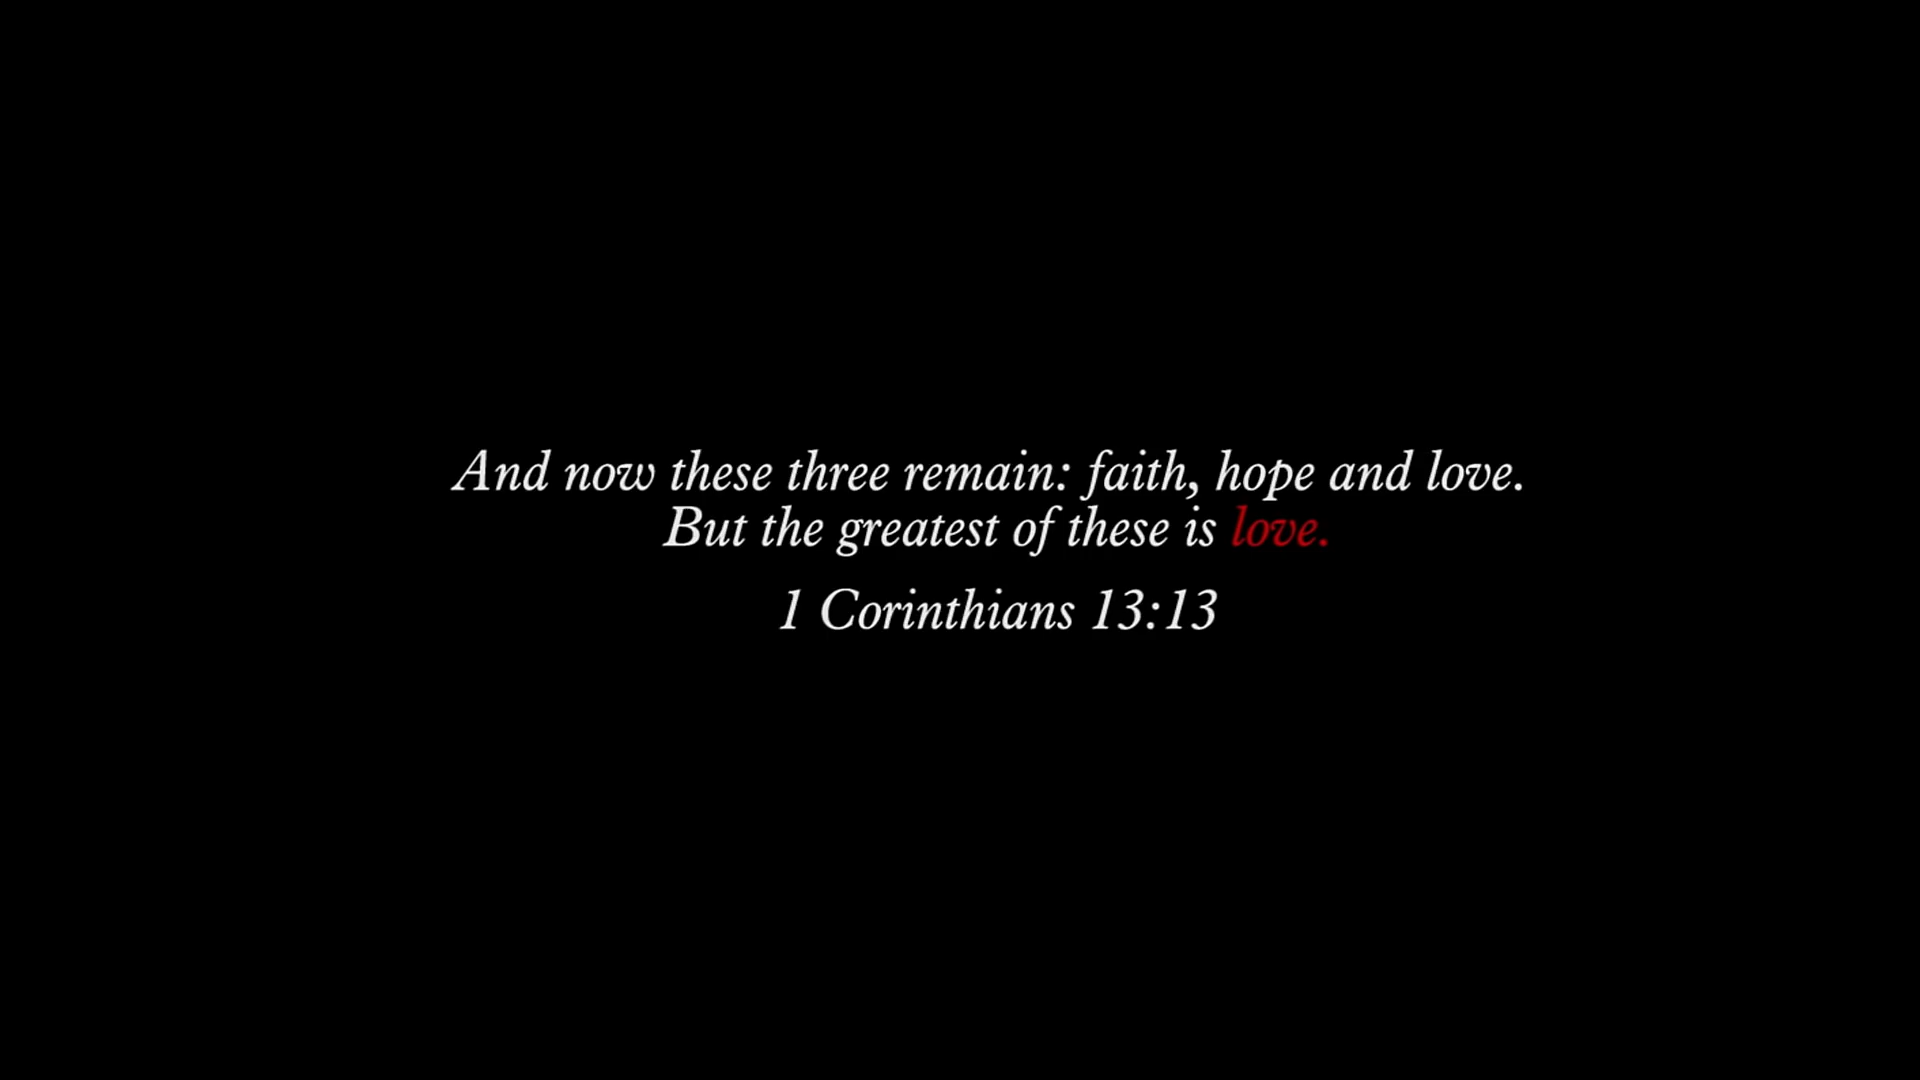 And now these three remain: faith, hope and love.
But the greatest of these is love.
1 Corinthians 13:13